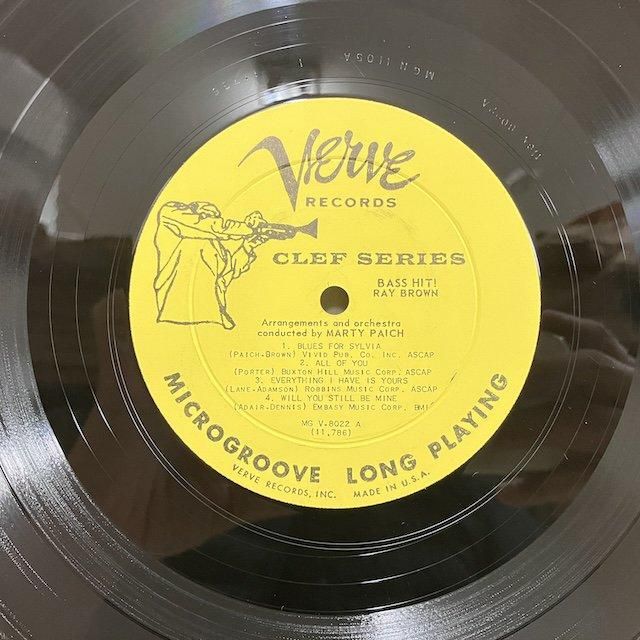 Verve
RECORDS
CLEF SERIES
BASS HIT!
RAY BROWN
Arrangements and orchestra
conducted by MARTY PAICH
1. BLUES FOR SYLVIA
(PAICH-BROWN) VIVID PUB. CO. INC. ASCAP
2. ALL OF YOU
(PORTER) BUXTON HILL MUSIC CORP. ASCAP
3. EVERYTHING I HAVE IS YOURS
(LANE-ADAMSON) ROBBINS MUSIC CORP. ASCAP
4. WILL YOU STILL BE MINE
(ADAIR-DENNIS) EMBASY MUSIC CORP. BMI
MG V-8022 A
(11,786)
MICROGROOVE LONG PLAYING
VERVE RECORDS, INC. MADE IN U.S.A.
MGN 1105A